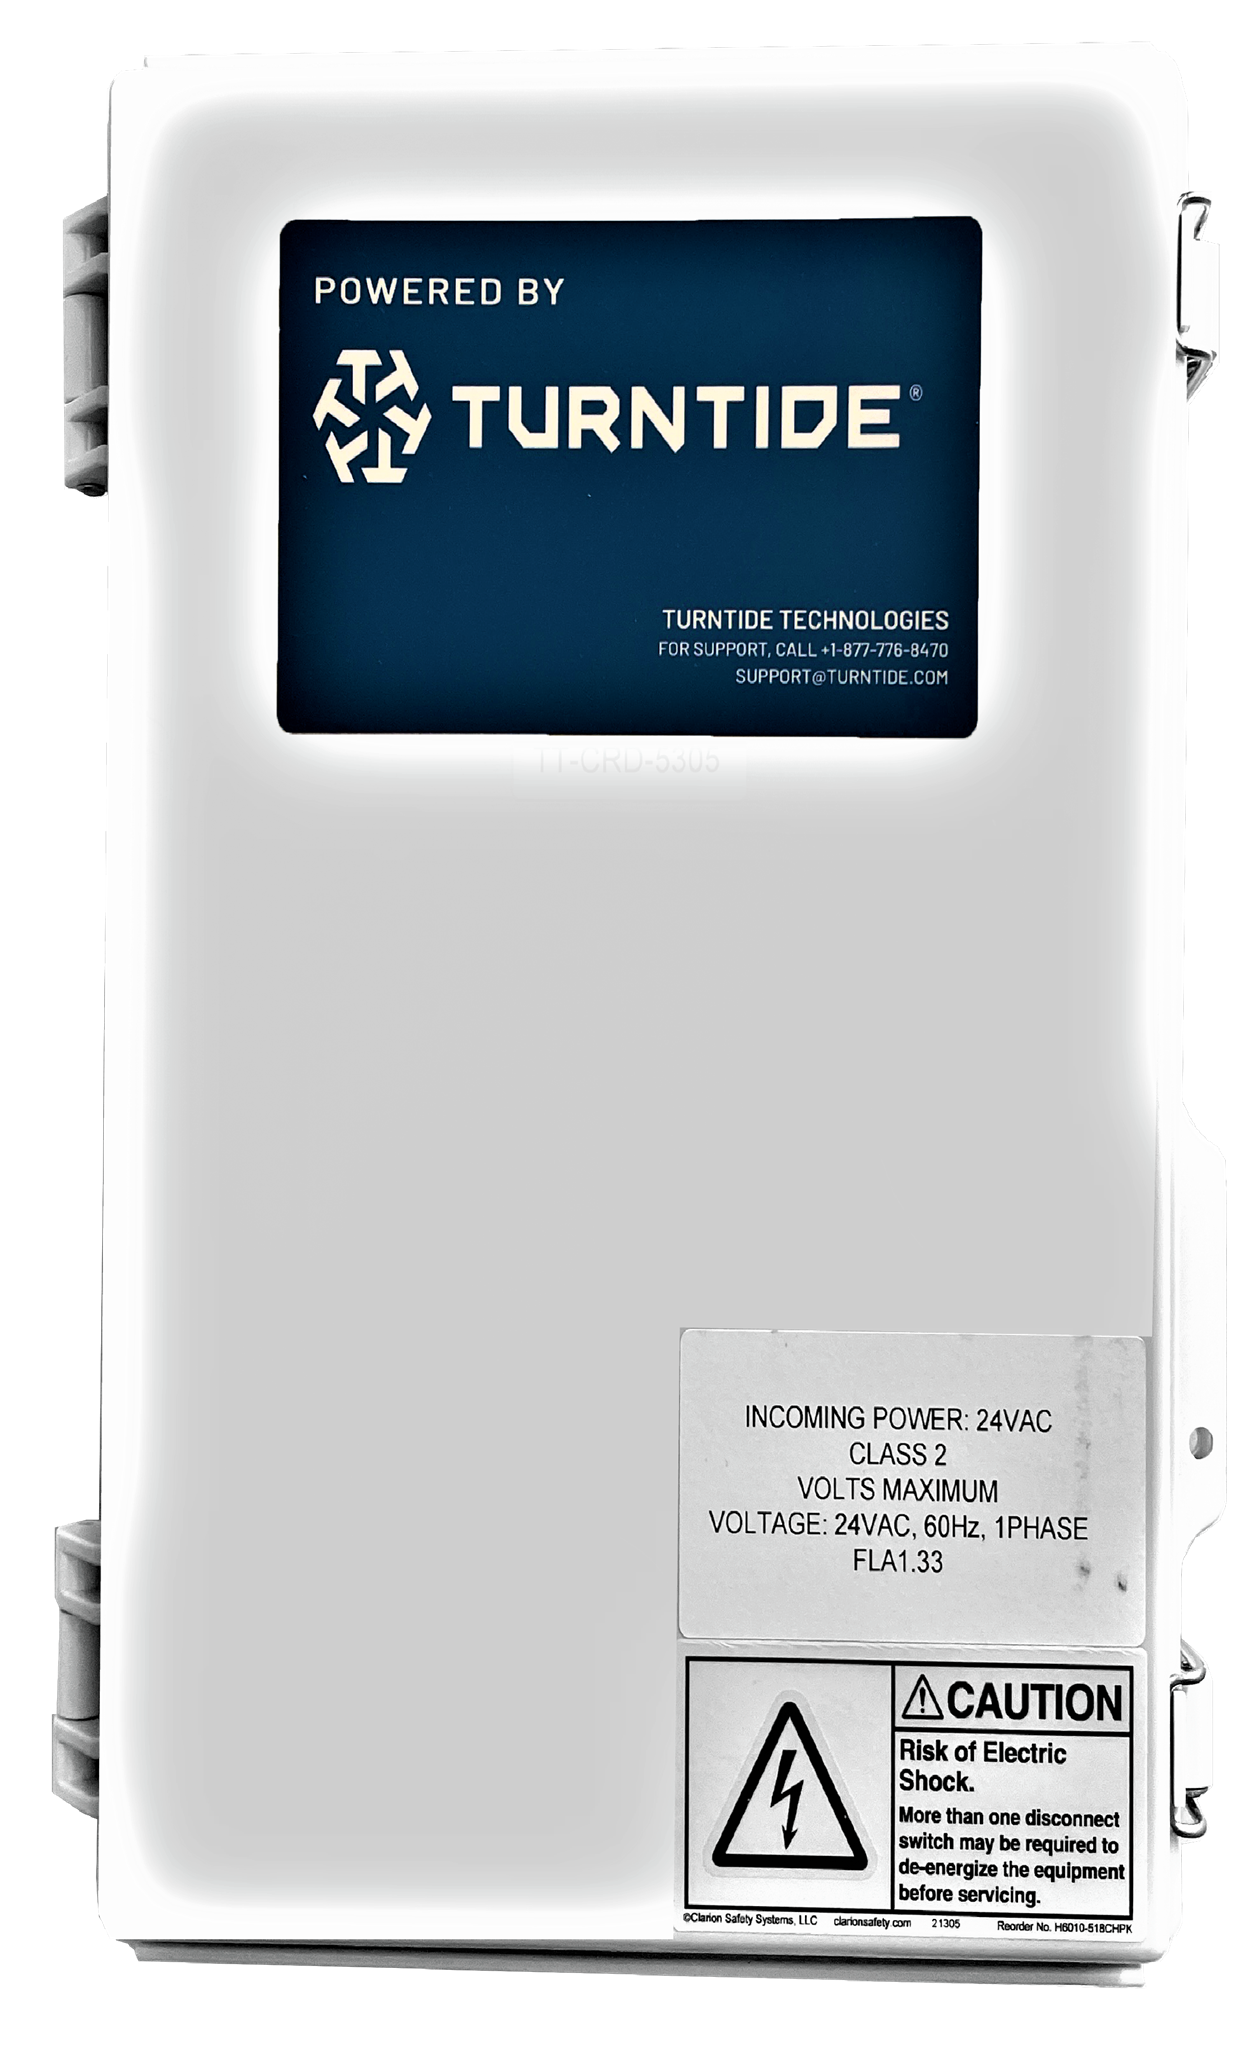 POWERED BY
TURNTIDE®
TURNTIDE TECHNOLOGIES
FOR SUPPORT, CALL +1-877-776-8470
SUPPORT@TURNTIDE.COM
TT-CRD-5305
INCOMING POWER: 24VAC
CLASS 2
VOLTS MAXIMUM
VOLTAGE: 24VAC, 60Hz, 1PHASE
FLA1.33
CAUTION
Risk of Electric
Shock.
More than one disconnect
switch may be required to
de-energize the equipment
before servicing.
©Clarion Safety Systems, LLC clarionsafety.com 21305 Reorder No. H6010-518CHPK